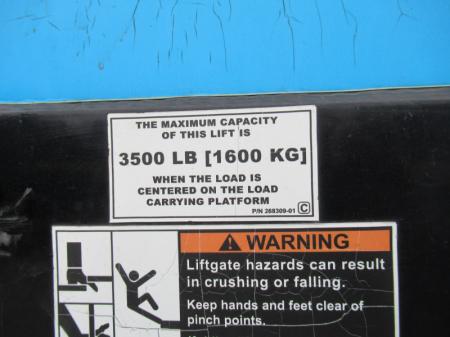 THE MAXIMUM CAPACITY
OF THIS LIFT IS
3500 LB [1600 KG]
WHEN THE LOAD IS
CENTERED ON THE LOAD
CARRYING PLATFORM
P/N 268309-01 C
WARNING
Liftgate hazards can result
in crushing or falling.
Keep hands and feet clear of
pinch points.